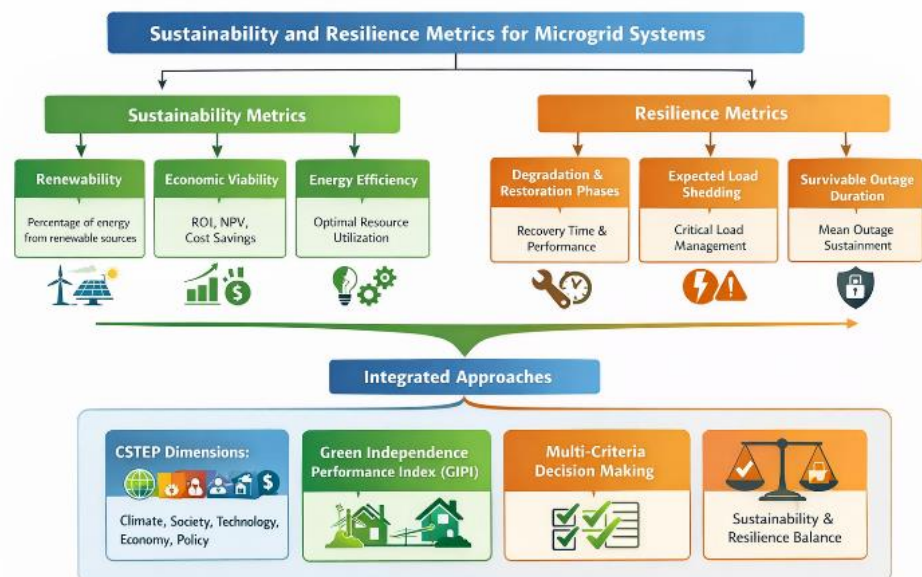 Sustainability and Resilience Metrics for Microgrid Systems
Sustainability Metrics
Renewability
Percentage of energy
from renewable sources
Economic Viability
ROI, NPV,
Cost Savings
$
Energy Efficiency
Optimal Resource
Utilization
Resilience Metrics
Degradation &
Restoration Phases
Recovery Time &
Performance
Expected Load
Shedding
Critical Load
Management
Survivable Outage
Duration
Mean Outage
Sustainment
Integrated Approaches
CSTEP Dimensions:
$
Climate, Society, Technology,
Economy, Policy
Green Independence
Performance Index (GIPI)
Multi-Criteria
Decision Making
Sustainability &
Resilience Balance